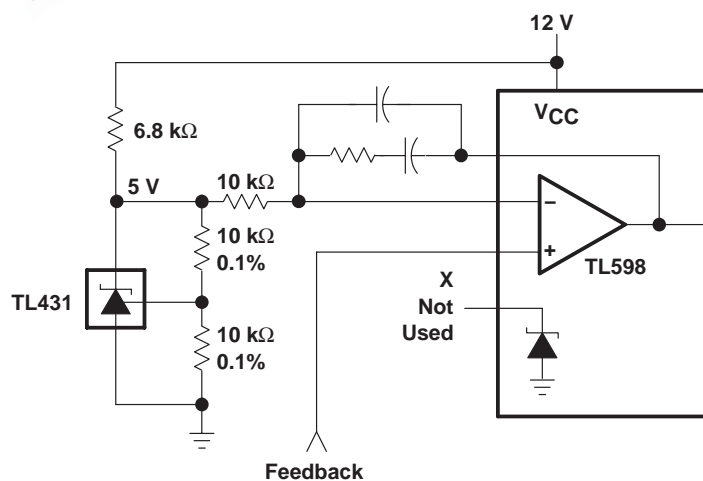 12 V
VCC
6.8 kΩ
5 V
10 kΩ
10 kΩ
0.1%
TL431
10 kΩ
0.1%
−
+
TL598
X
Not
Used
Feedback